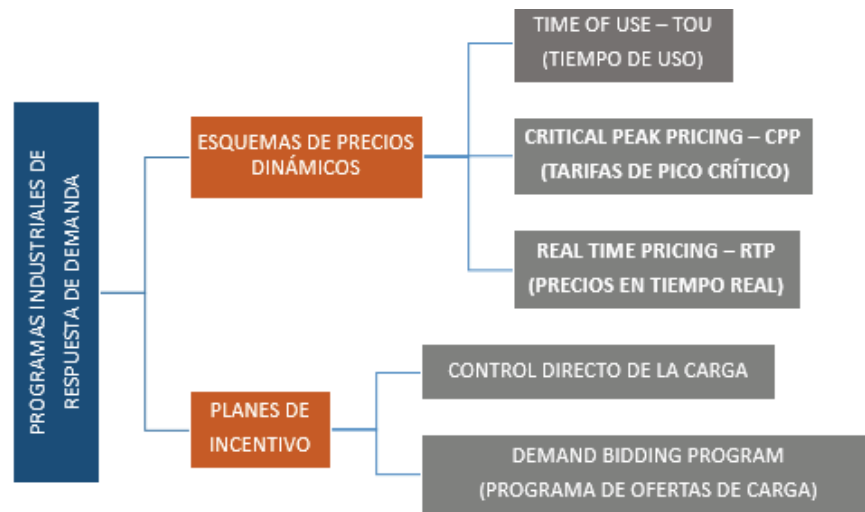 PROGRAMAS INDUSTRIALES DE
RESPUESTA DE DEMANDA
ESQUEMAS DE PRECIOS
DINÁMICOS
TIME OF USE – TOU
(TIEMPO DE USO)
CRITICAL PEAK PRICING – CPP
(TARIFAS DE PICO CRÍTICO)
REAL TIME PRICING – RTP
(PRECIOS EN TIEMPO REAL)
PLANES DE
INCENTIVO
CONTROL DIRECTO DE LA CARGA
DEMAND BIDDING PROGRAM
(PROGRAMA DE OFERTAS DE CARGA)